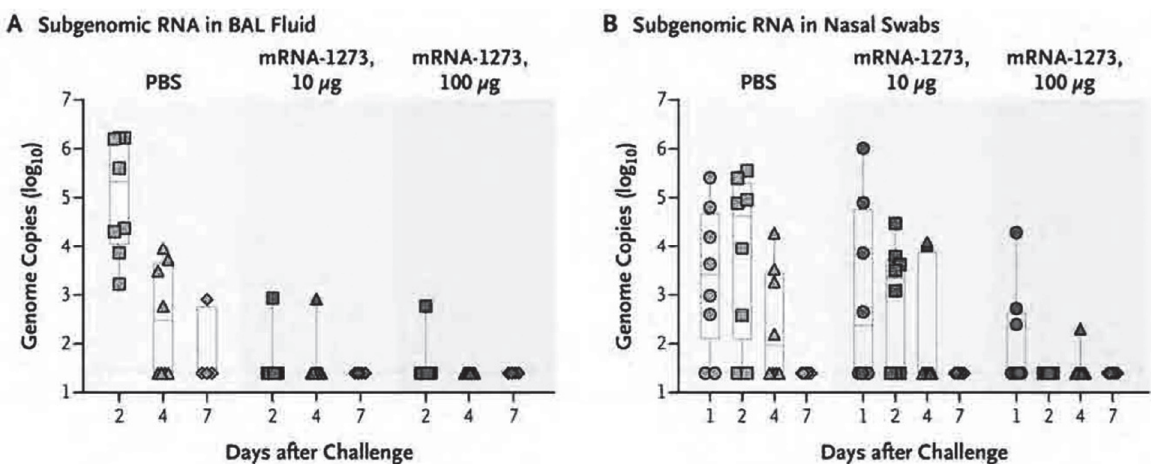 A Subgenomic RNA in BAL Fluid
PBS
mRNA-1273, 10 µg
mRNA-1273, 100 µg
Genome Copies (log10)
7
6
5
4
3
2
1
2 4 7 2 4 7 2 4 7
Days after Challenge
B Subgenomic RNA in Nasal Swabs
PBS
mRNA-1273, 10 µg
mRNA-1273, 100 µg
Genome Copies (log10)
7
6
5
4
3
2
1
1 2 4 7 1 2 4 7 1 2 4 7
Days after Challenge